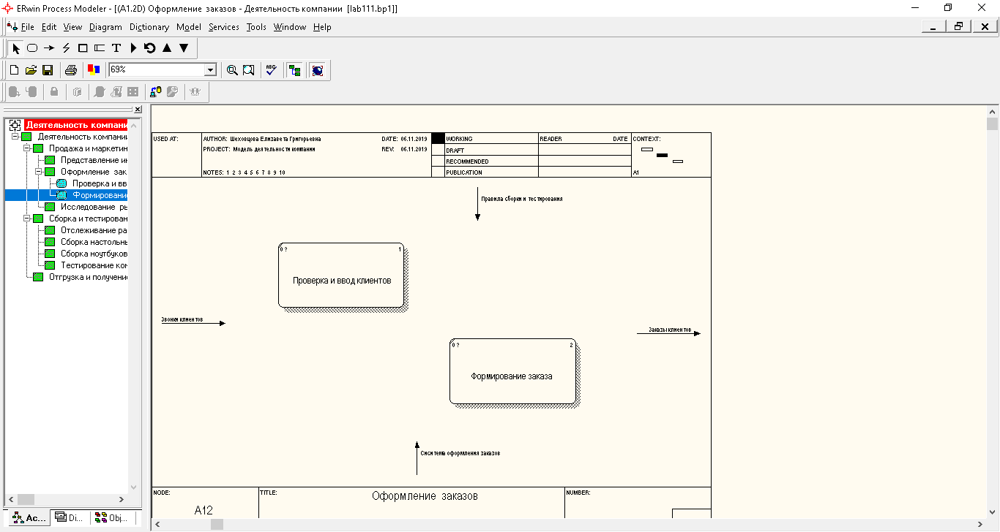 ERwin Process Modeler - [(A1.2D) Оформление заказов - Деятельность компании [lab111.bp1]]
File Edit View Diagram Dictionary Model Services Tools Window Help
69%
ABC
Деятельность компани
Деятельность компании
Продажа и маркетин
Представление ин
Оформление зак
Проверка и вв
Формирование
Исследование ры
Сборка и тестирован
Отслеживание ра
Сборка настольн
Сборка ноутбуков
Тестирование ком
Отгрузка и получени
Ac... Di... Obj...
USED AT: AUTHOR: Шеховцова Елизавета Григорьевна DATE: 06.11.2019 WORKING READER DATE CONTEXT:
PROJECT: Модель деятельности компании REV: 06.11.2019 DRAFT
RECOMMENDED
NOTES: 1 2 3 4 5 6 7 8 9 10 PUBLICATION A1
Правила сборки и тестирования
0 ? 1
Проверка и ввод клиентов
Звонки клиентов
Заказы клиентов
0 ? 2
Формирование заказа
Сиситема оформления заказов
NODE: TITLE: Оформление заказов NUMBER:
A12